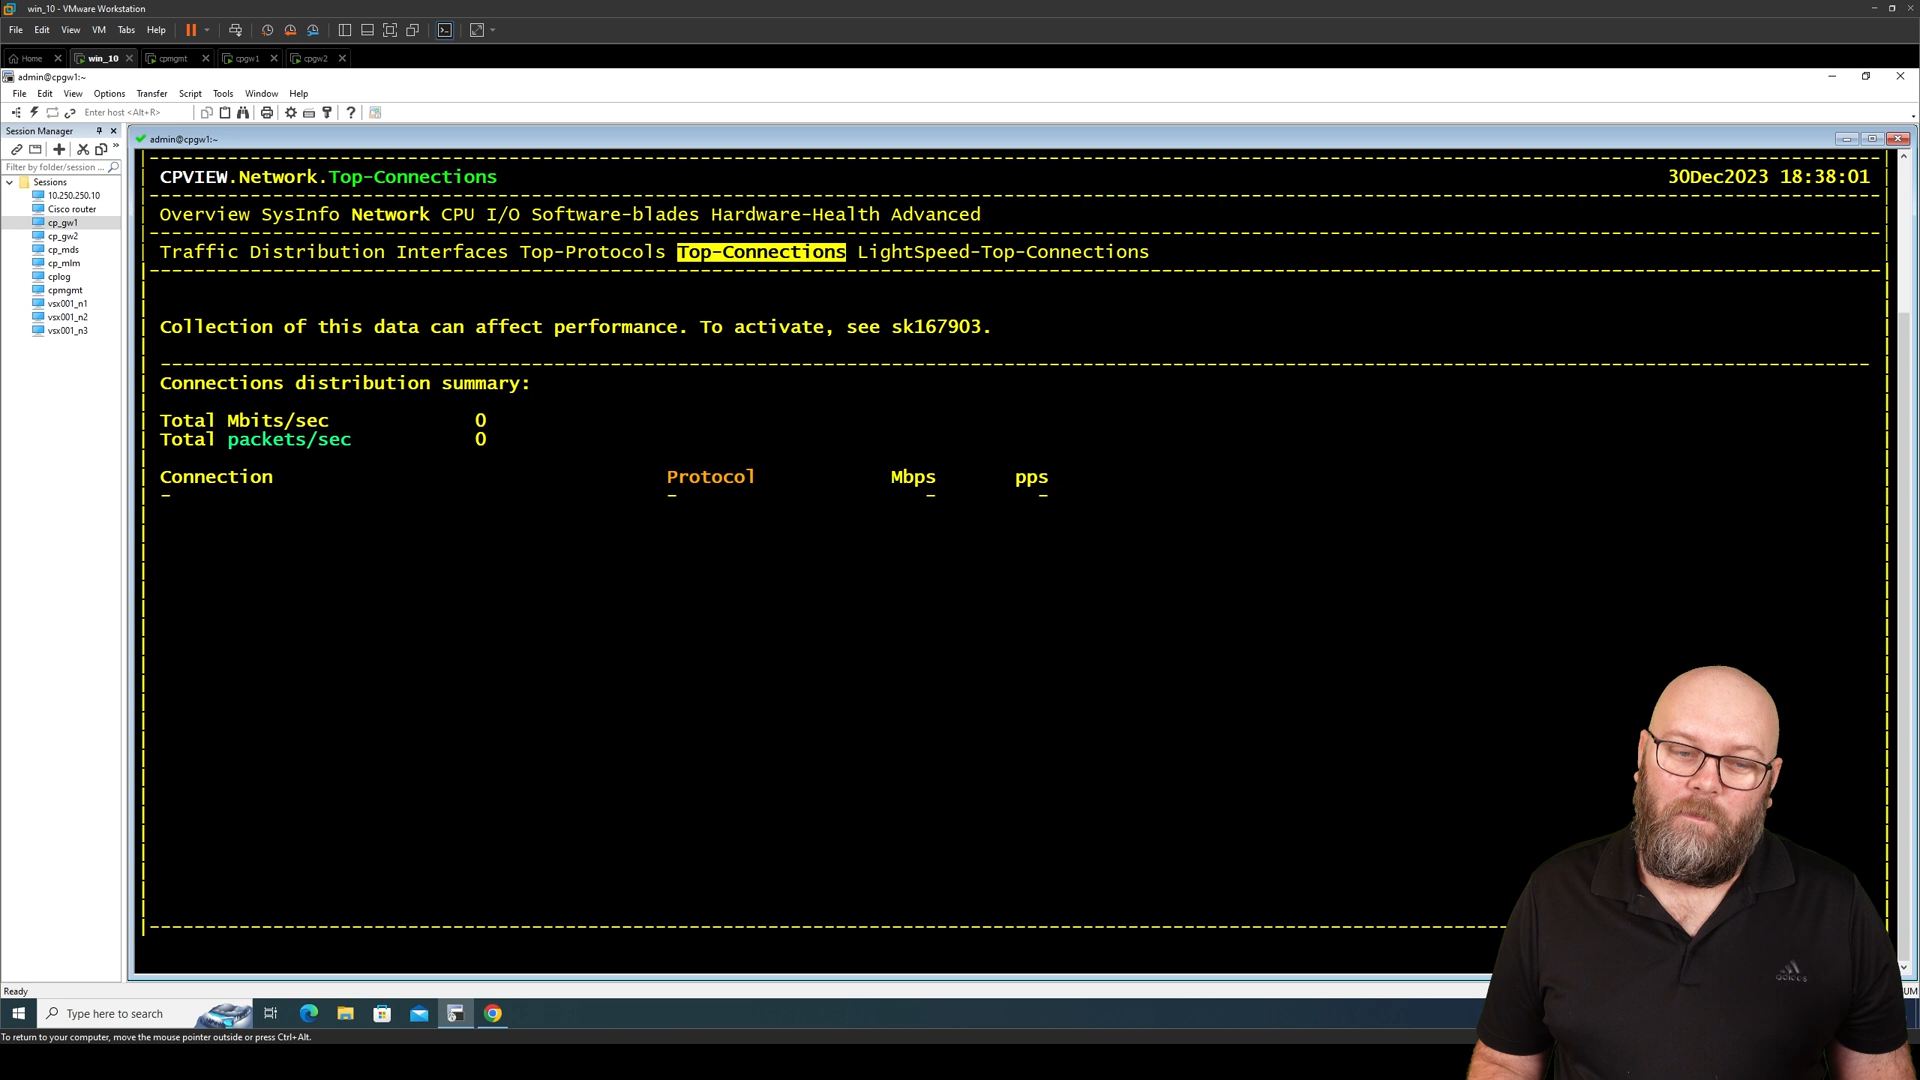 win_10 - VMware Workstation
File Edit View VM Tabs Help
Home win_10 cpmgmt cpgw1 cpgw2
admin@cpgw1:~
File Edit View Options Transfer Script Tools Window Help
Enter host <Alt+R>
Session Manager
admin@cpgw1:~
Filter by folder/session ...
Sessions
10.250.250.10
Cisco router
cp_gw1
cp_gw2
cp_mds
cp_mlm
cplog
cpmgmt
vsx001_n1
vsx001_n2
vsx001_n3
CPVIEW.Network.Top-Connections 30Dec2023 18:38:01
Overview SysInfo Network CPU I/O Software-blades Hardware-Health Advanced
Traffic Distribution Interfaces Top-Protocols Top-Connections LightSpeed-Top-Connections
Collection of this data can affect performance. To activate, see sk167903.
Connections distribution summary:
Total Mbits/sec 0
Total packets/sec 0
Connection Protocol Mbps pps
- - - -
Ready
UM
Type here to search
To return to your computer, move the mouse pointer outside or press Ctrl+Alt.
adidas